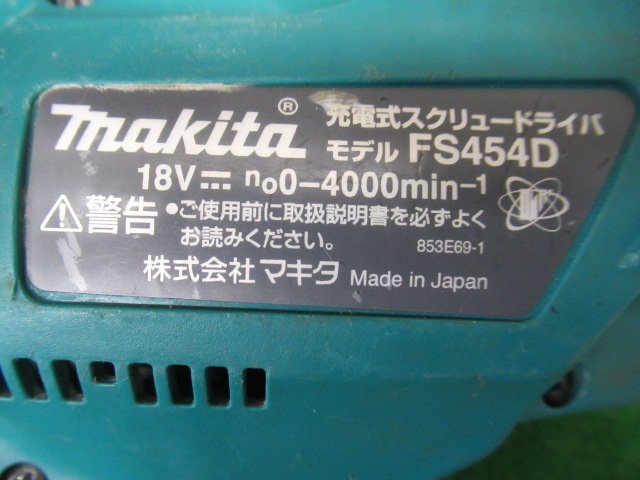 makita® 充電式スクリュードライバ
モデル FS454D
18V⎓ n₀0-4000min-1
⚠警告 •ご使用前に取扱説明書を必ずよく
お読みください。 853E69-1
株式会社 マキタ Made in Japan